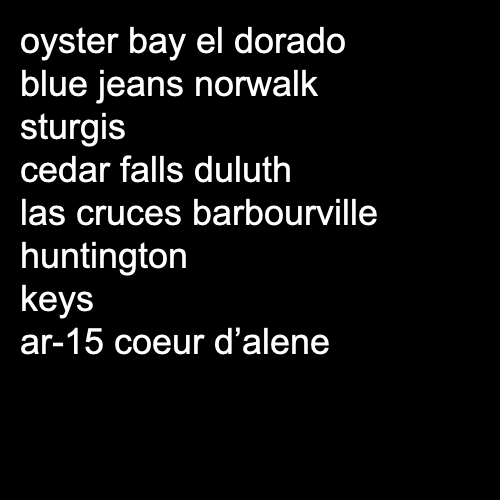 oyster bay el dorado
blue jeans norwalk
sturgis
cedar falls duluth
las cruces barbourville
huntington
keys
ar-15 coeur d’alene